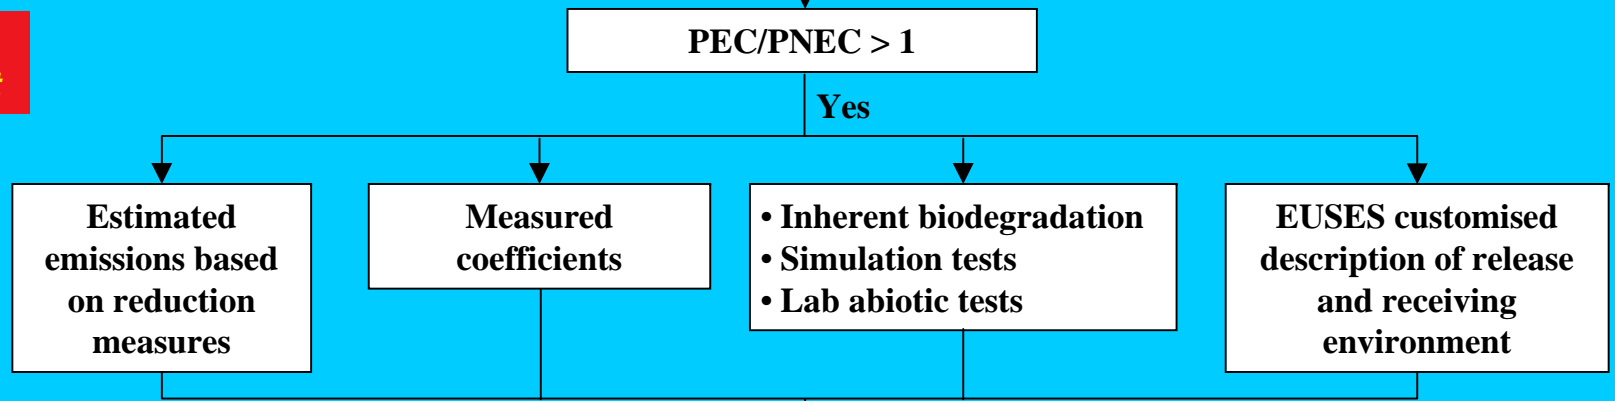 PEC/PNEC > 1
Yes
Estimated
emissions based
on reduction
measures
Measured
coefficients
• Inherent biodegradation
• Simulation tests
• Lab abiotic tests
EUSES customised
description of release
and receiving
environment